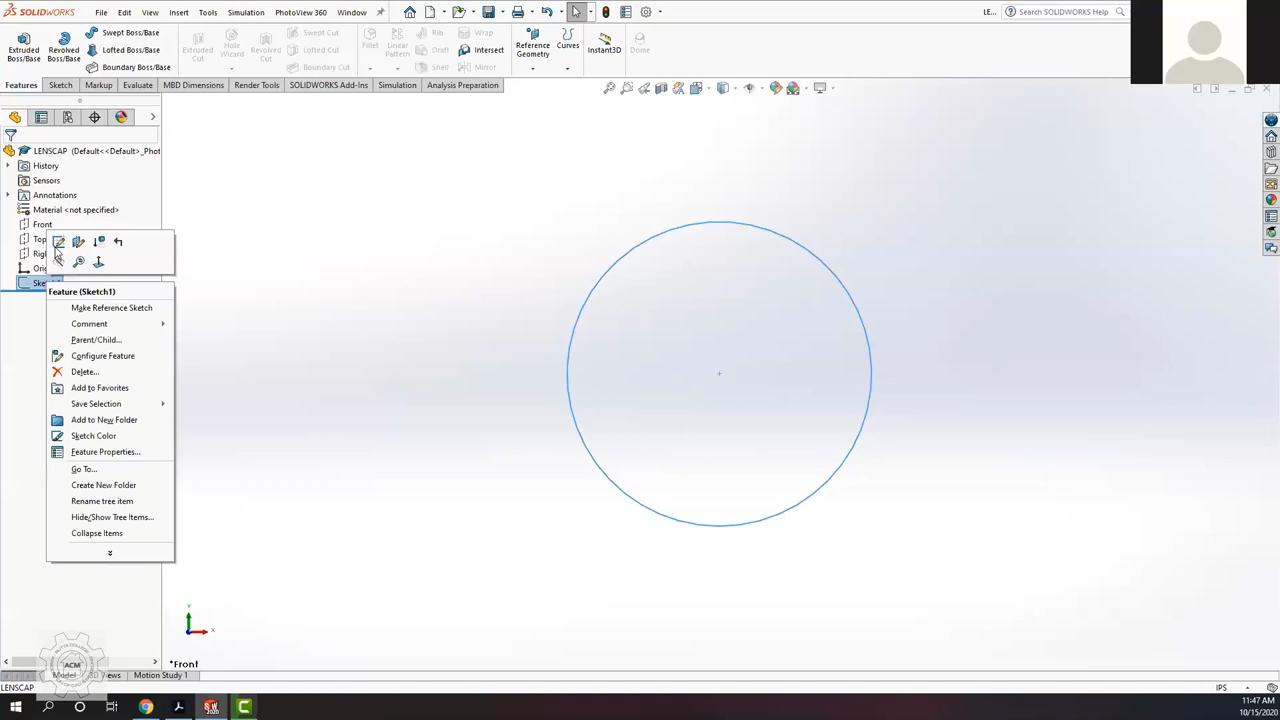 SOLIDWORKS File Edit View Insert Tools Simulation PhotoView 360 Window LE... Search SOLIDWORKS Help
Extruded Boss/Base
Revolved Boss/Base
Swept Boss/Base
Lofted Boss/Base
Boundary Boss/Base
Extruded Cut
Hole Wizard
Revolved Cut
Swept Cut
Lofted Cut
Boundary Cut
Fillet
Linear Pattern
Rib
Draft
Shell
Wrap
Intersect
Mirror
Reference Geometry
Curves
Instant3D
Dome
Features Sketch Markup Evaluate MBD Dimensions Render Tools SOLIDWORKS Add-Ins Simulation Analysis Preparation
LENSCAP (Default<<Default>_Phot
History
Sensors
Annotations
Material <not specified>
Front
Top
Feature (Sketch1)
Make Reference Sketch
Comment
Parent/Child...
Configure Feature
Delete...
Add to Favorites
Save Selection
Add to New Folder
Sketch Color
Feature Properties...
Go To...
Create New Folder
Rename tree item
Hide/Show Tree Items...
Collapse Items
Y
X
*Front
ACM
Model 3D Views Motion Study 1
LENSCAP IPS
11:47 AM
10/15/2020